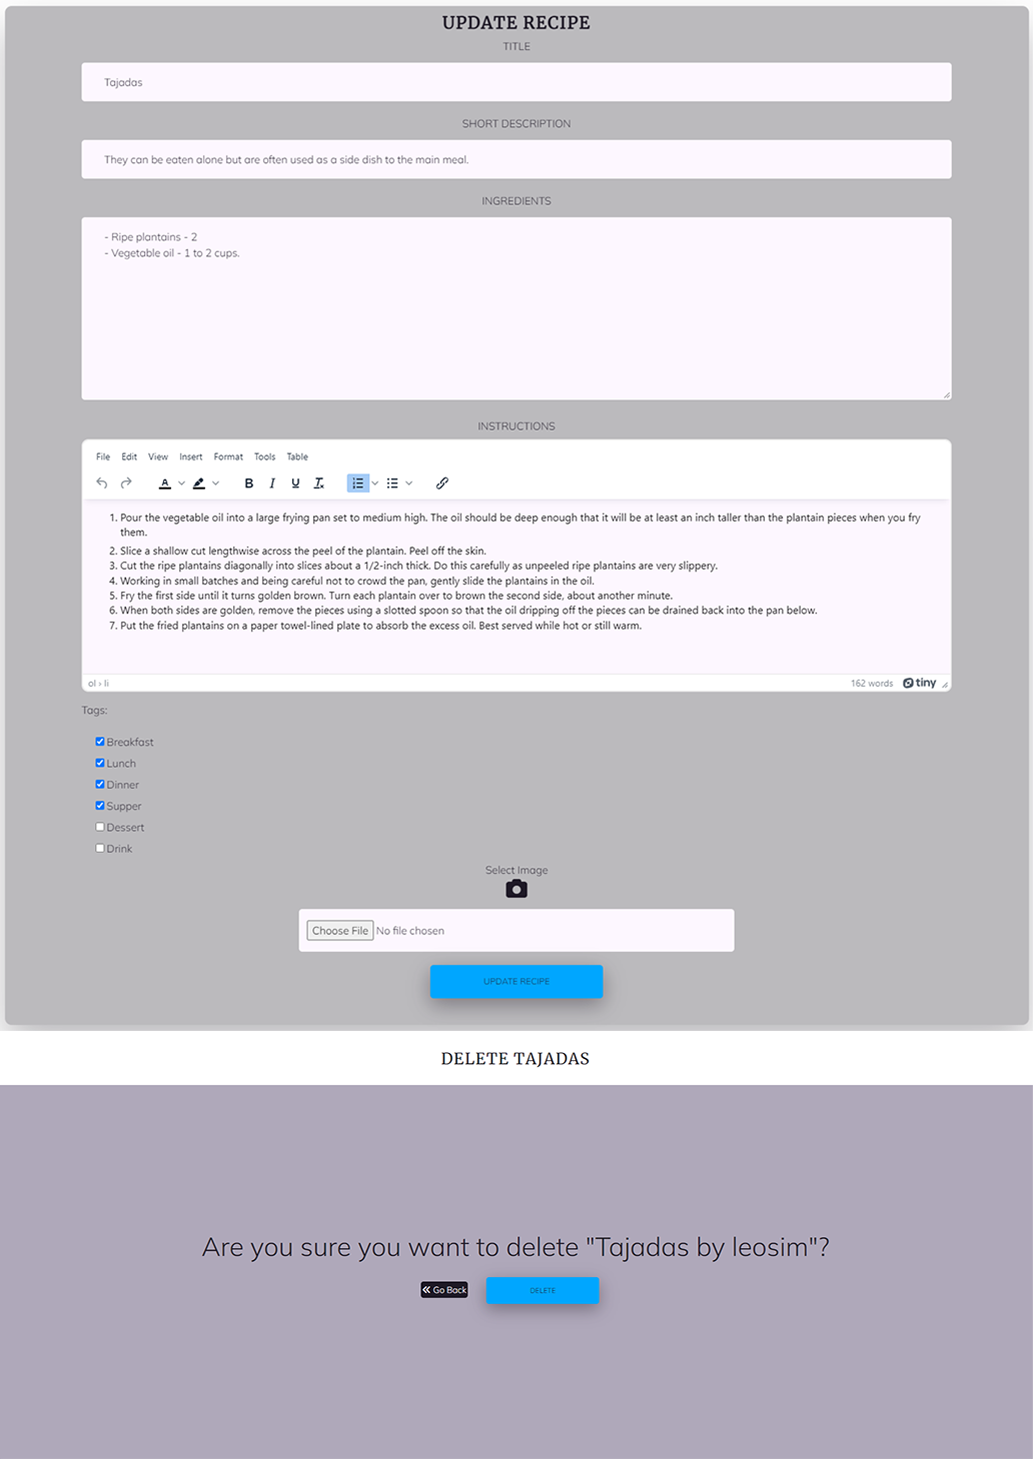 UPDATE RECIPE
TITLE
Tajadas
SHORT DESCRIPTION
They can be eaten alone but are often used as a side dish to the main meal.
INGREDIENTS
- Ripe plantains - 2
- Vegetable oil - 1 to 2 cups.
INSTRUCTIONS
File Edit View Insert Format Tools Table
A B I U
1. Pour the vegetable oil into a large frying pan set to medium high. The oil should be deep enough that it will be at least an inch taller than the plantain pieces when you fry
them.
2. Slice a shallow cut lengthwise across the peel of the plantain. Peel off the skin.
3. Cut the ripe plantains diagonally into slices about a 1/2-inch thick. Do this carefully as unpeeled ripe plantains are very slippery.
4. Working in small batches and being careful not to crowd the pan, gently slide the plantains in the oil.
5. Fry the first side until it turns golden brown. Turn each plantain over to brown the second side, about another minute.
6. When both sides are golden, remove the pieces using a slotted spoon so that the oil dripping off the pieces can be drained back into the pan below.
7. Put the fried plantains on a paper towel-lined plate to absorb the excess oil. Best served while hot or still warm.
ol › li 162 words tiny
Tags:
Breakfast
Lunch
Dinner
Supper
Dessert
Drink
Select Image
Choose File No file chosen
UPDATE RECIPE
DELETE TAJADAS
Are you sure you want to delete "Tajadas by leosim"?
« Go Back DELETE